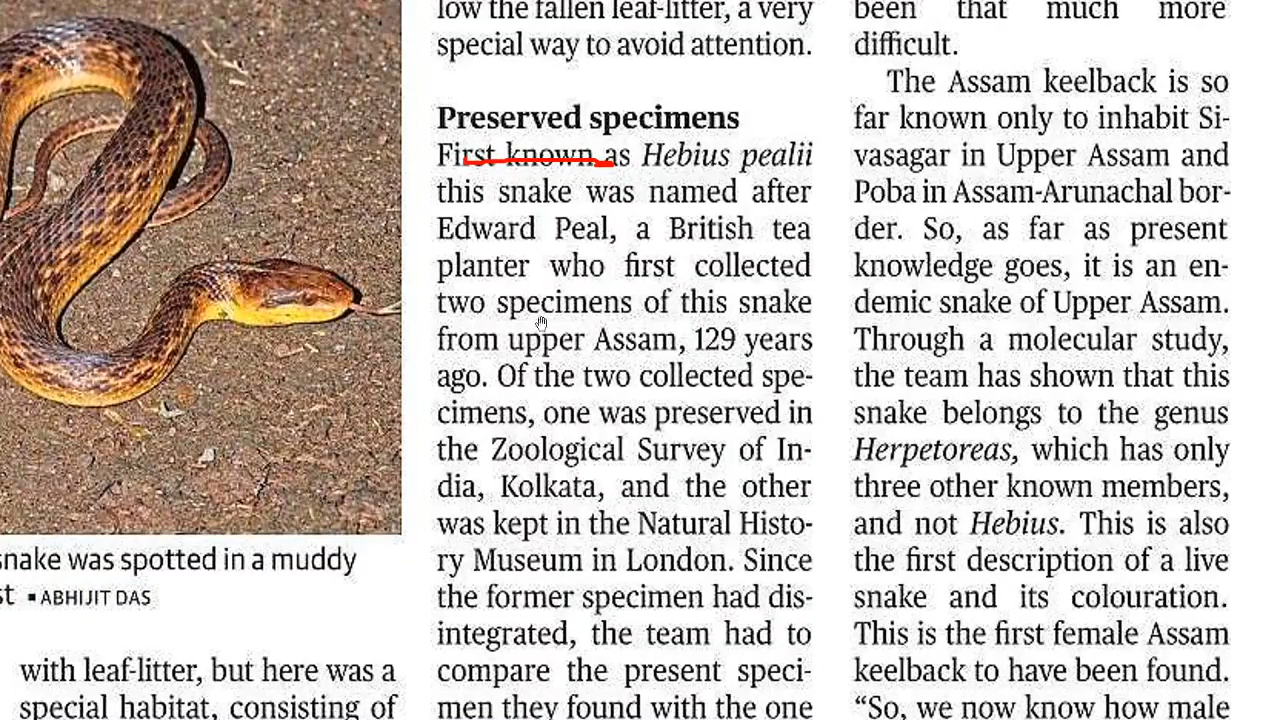 snake was spotted in a muddy
st ▪ ABHIJIT DAS
with leaf-litter, but here was a
special habitat, consisting of
low the fallen leaf-litter, a very
special way to avoid attention.
Preserved specimens
First known as Hebius pealii
this snake was named after
Edward Peal, a British tea
planter who first collected
two specimens of this snake
from upper Assam, 129 years
ago. Of the two collected spe-
cimens, one was preserved in
the Zoological Survey of In-
dia, Kolkata, and the other
was kept in the Natural Histo-
ry Museum in London. Since
the former specimen had dis-
integrated, the team had to
compare the present speci-
men they found with the one
been that much more
difficult.
The Assam keelback is so
far known only to inhabit Si-
vasagar in Upper Assam and
Poba in Assam-Arunachal bor-
der. So, as far as present
knowledge goes, it is an en-
demic snake of Upper Assam.
Through a molecular study,
the team has shown that this
snake belongs to the genus
Herpetoreas, which has only
three other known members,
and not Hebius. This is also
the first description of a live
snake and its colouration.
This is the first female Assam
keelback to have been found.
“So, we now know how male